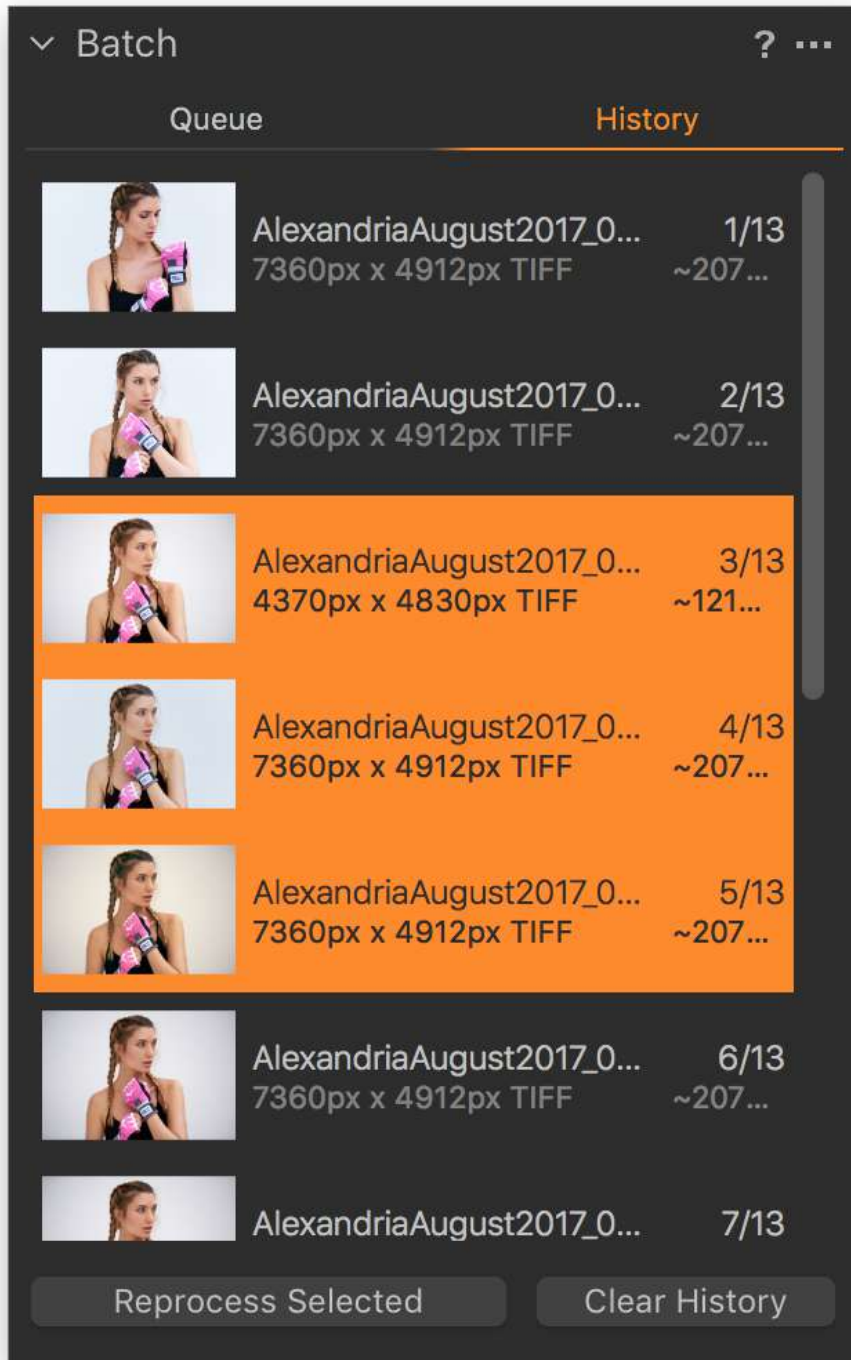 Batch ? ...
Queue History
AlexandriaAugust2017_0... 1/13
7360px x 4912px TIFF ~207...
AlexandriaAugust2017_0... 2/13
7360px x 4912px TIFF ~207...
AlexandriaAugust2017_0... 3/13
4370px x 4830px TIFF ~121...
AlexandriaAugust2017_0... 4/13
7360px x 4912px TIFF ~207...
AlexandriaAugust2017_0... 5/13
7360px x 4912px TIFF ~207...
AlexandriaAugust2017_0... 6/13
7360px x 4912px TIFF ~207...
AlexandriaAugust2017_0... 7/13
Reprocess Selected Clear History